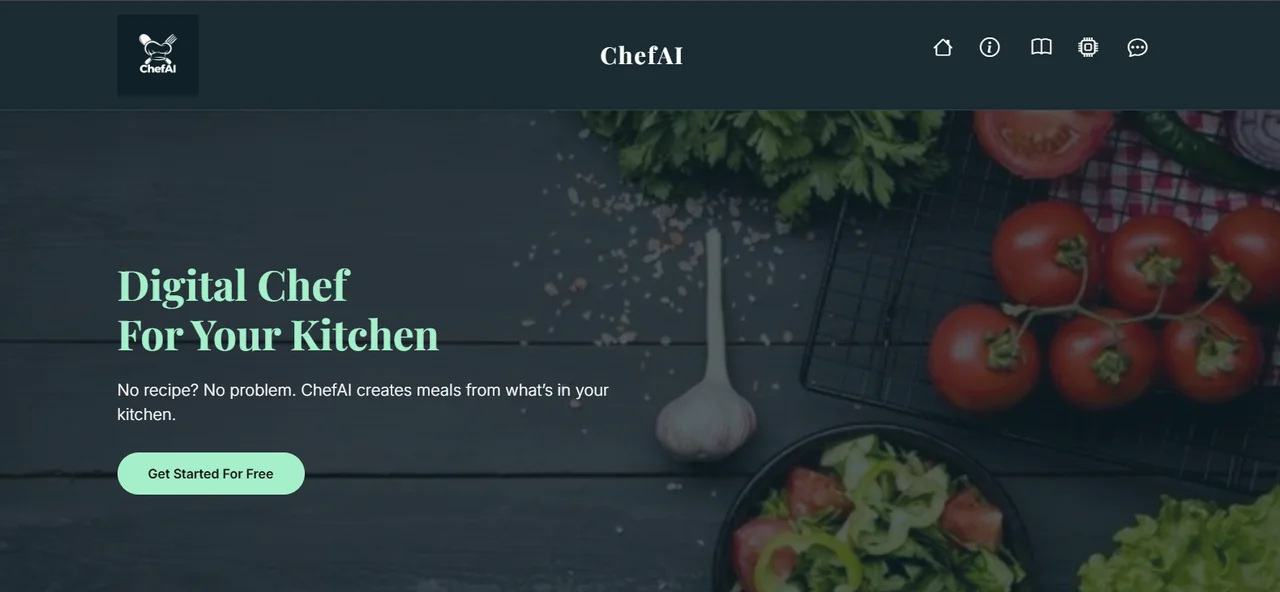 ChefAI
ChefAI
Digital Chef
For Your Kitchen
No recipe? No problem. ChefAI creates meals from what's in your
kitchen.
Get Started For Free